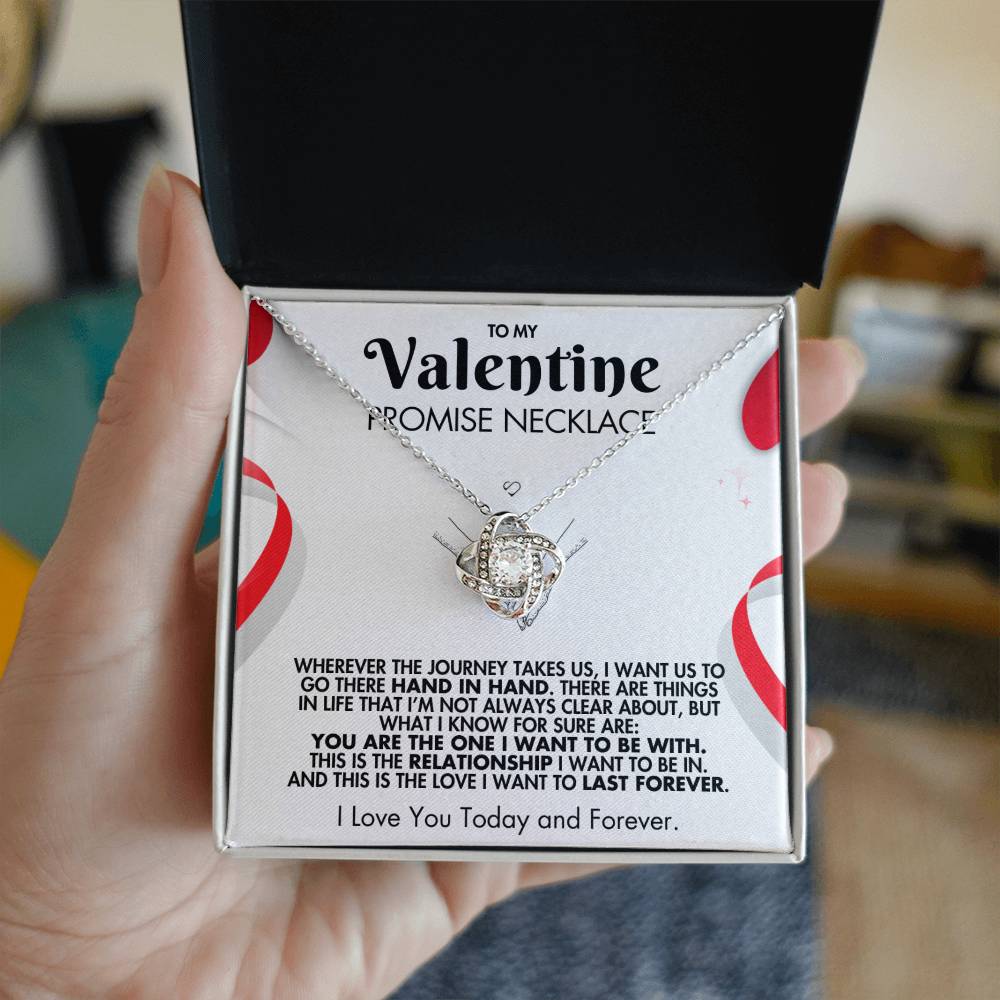 TO MY
Valentine
PROMISE NECKLACE
WHEREVER THE JOURNEY TAKES US, I WANT US TO
GO THERE HAND IN HAND. THERE ARE THINGS
IN LIFE THAT I'M NOT ALWAYS CLEAR ABOUT, BUT
WHAT I KNOW FOR SURE ARE:
YOU ARE THE ONE I WANT TO BE WITH.
THIS IS THE RELATIONSHIP I WANT TO BE IN.
AND THIS IS THE LOVE I WANT TO LAST FOREVER.
I Love You Today and Forever.